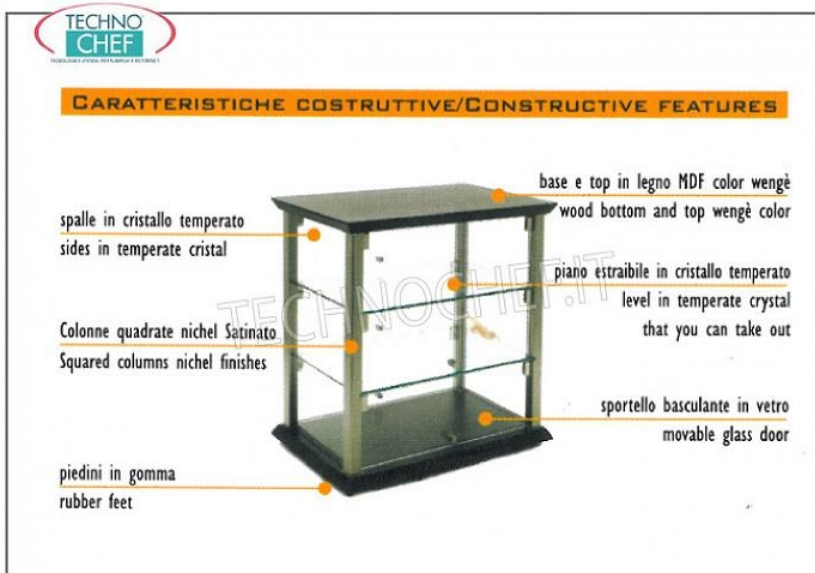 TECHNO
CHEF
CARATTERISTICHE COSTRUTTIVE/CONSTRUCTIVE FEATURES
base e top in legno MDF color wengè
wood bottom and top wengè color
spalle in cristallo temperato
sides in temperate cristal
piano estraibile in cristallo temperato
level in temperate crystal
that you can take out
TECHNOCHEF.IT
Colonne quadrate nichel Satinato
Squared columns nichel finishes
sportello basculante in vetro
movable glass door
piedini in gomma
rubber feet